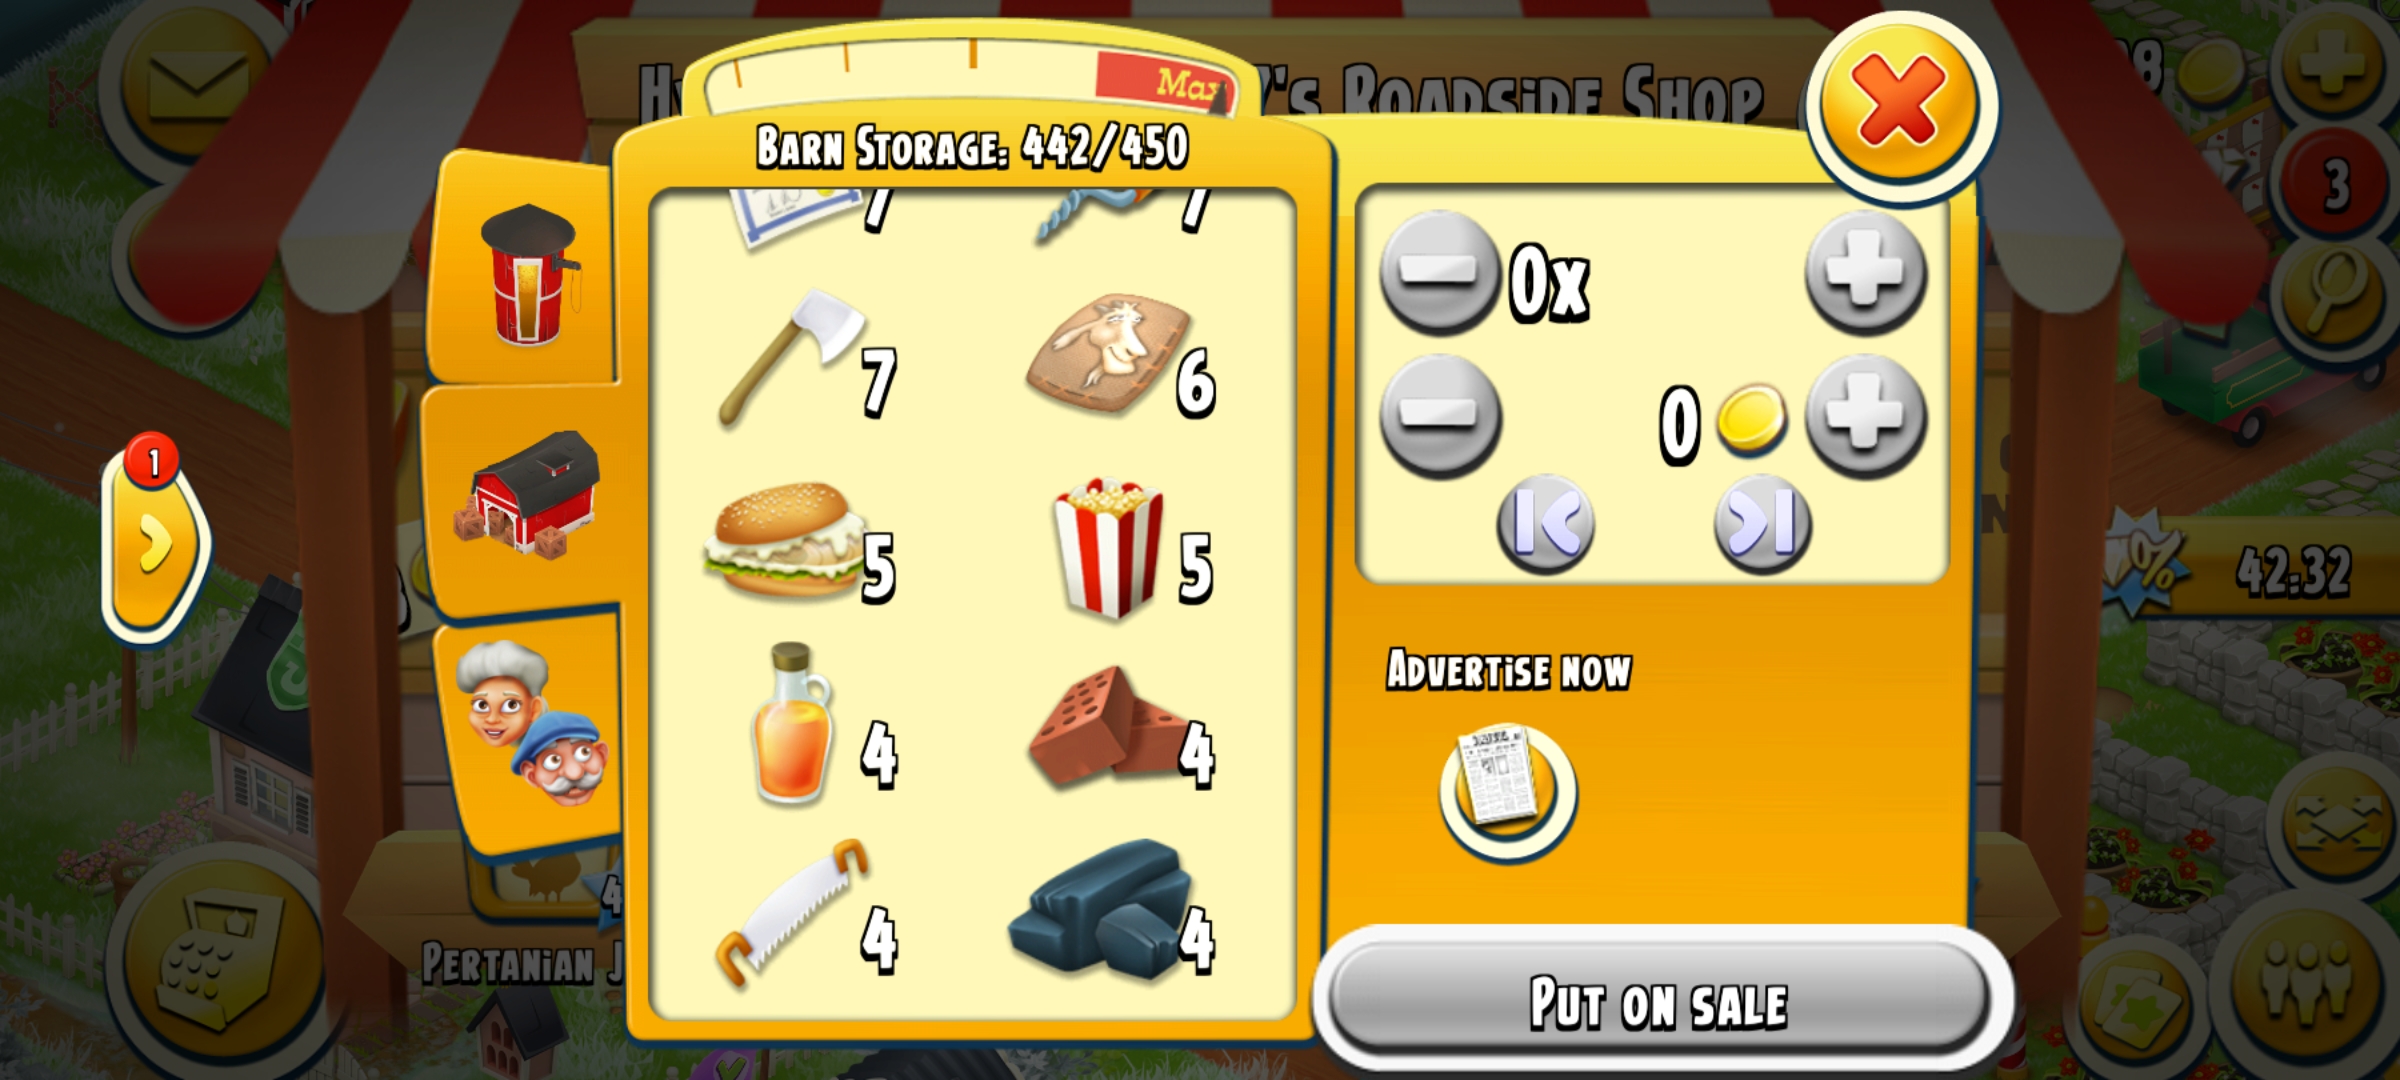 'S ROADSIDE SHOP
Max
BARN STORAGE: 442/450
7
7
7
6
5
5
4
4
4
4
0x
0
ADVERTISE NOW
PUT ON SALE
1
3
42:32
PERTANIAN